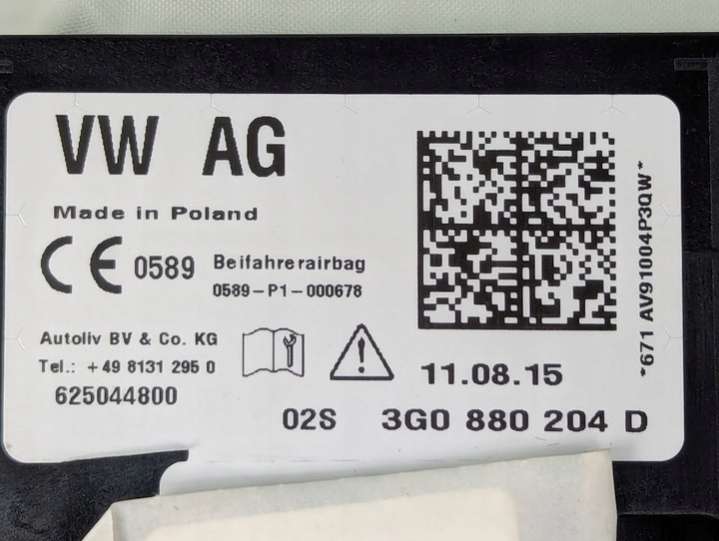 VW AG
Made in Poland
CE 0589
Beifahrerairbag
0589-P1-000678
Autoliv BV & Co. KG
Tel.: +49 8131 295 0
625044800
11.08.15
02S 3G0 880 204 D
*671 AV91004P3QW*